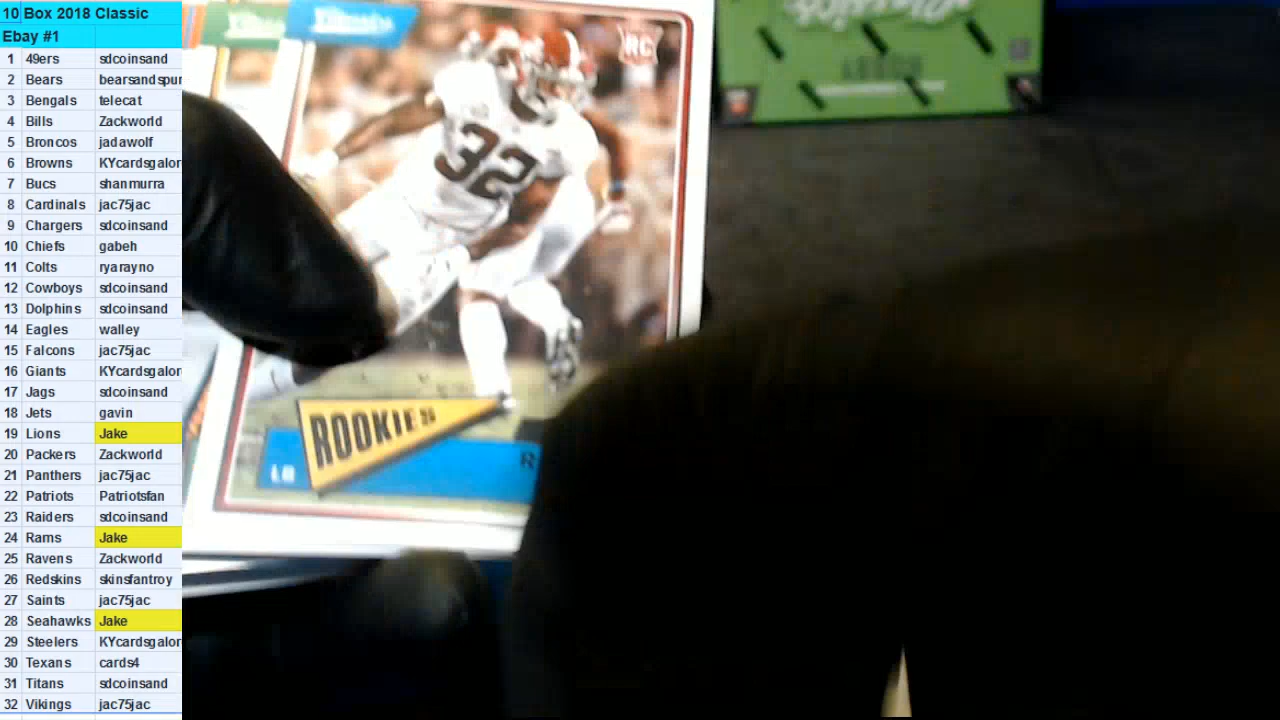 10 Box 2018 Classic
Ebay #1
1 49ers sdcoinsand
2 Bears bearsandspur
3 Bengals telecat
4 Bills Zackworld
5 Broncos jadawolf
6 Browns KYcardsgalor
7 Bucs shanmurra
8 Cardinals jac75jac
9 Chargers sdcoinsand
10 Chiefs gabeh
11 Colts ryarayno
12 Cowboys sdcoinsand
13 Dolphins sdcoinsand
14 Eagles walley
15 Falcons jac75jac
16 Giants KYcardsgalor
17 Jags sdcoinsand
18 Jets gavin
19 Lions Jake
20 Packers Zackworld
21 Panthers jac75jac
22 Patriots Patriotsfan
23 Raiders sdcoinsand
24 Rams Jake
25 Ravens Zackworld
26 Redskins skinsfantroy
27 Saints jac75jac
28 Seahawks Jake
29 Steelers KYcardsgalor
30 Texans cards4
31 Titans sdcoinsand
32 Vikings jac75jac
RC
32
ROOKIES
LB R